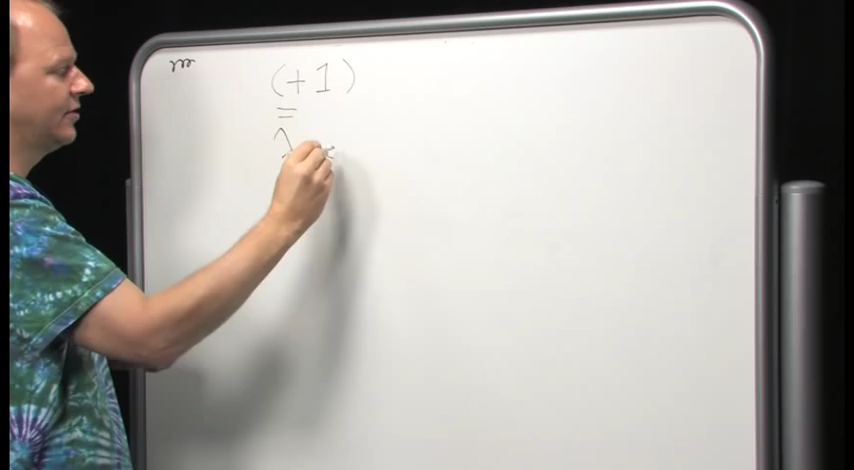 (+ 1)
=
λ